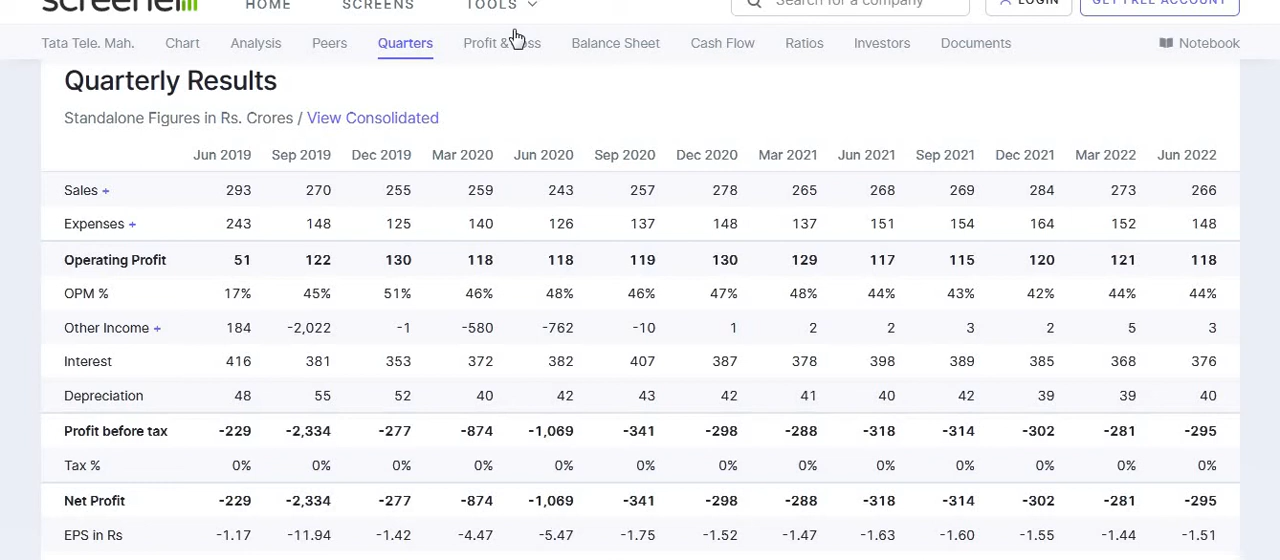 screener
HOME SCREENS TOOLS Search for a company LOGIN GET FREE ACCOUNT
Tata Tele. Mah. Chart Analysis Peers Quarters Profit & Loss Balance Sheet Cash Flow Ratios Investors Documents Notebook
Quarterly Results
Standalone Figures in Rs. Crores / View Consolidated
Jun 2019 Sep 2019 Dec 2019 Mar 2020 Jun 2020 Sep 2020 Dec 2020 Mar 2021 Jun 2021 Sep 2021 Dec 2021 Mar 2022 Jun 2022
Sales + 293 270 255 259 243 257 278 265 268 269 284 273 266
Expenses + 243 148 125 140 126 137 148 137 151 154 164 152 148
Operating Profit 51 122 130 118 118 119 130 129 117 115 120 121 118
OPM % 17% 45% 51% 46% 48% 46% 47% 48% 44% 43% 42% 44% 44%
Other Income + 184 -2,022 -1 -580 -762 -10 1 2 2 3 2 5 3
Interest 416 381 353 372 382 407 387 378 398 389 385 368 376
Depreciation 48 55 52 40 42 43 42 41 40 42 39 39 40
Profit before tax -229 -2,334 -277 -874 -1,069 -341 -298 -288 -318 -314 -302 -281 -295
Tax % 0% 0% 0% 0% 0% 0% 0% 0% 0% 0% 0% 0% 0%
Net Profit -229 -2,334 -277 -874 -1,069 -341 -298 -288 -318 -314 -302 -281 -295
EPS in Rs -1.17 -11.94 -1.42 -4.47 -5.47 -1.75 -1.52 -1.47 -1.63 -1.60 -1.55 -1.44 -1.51